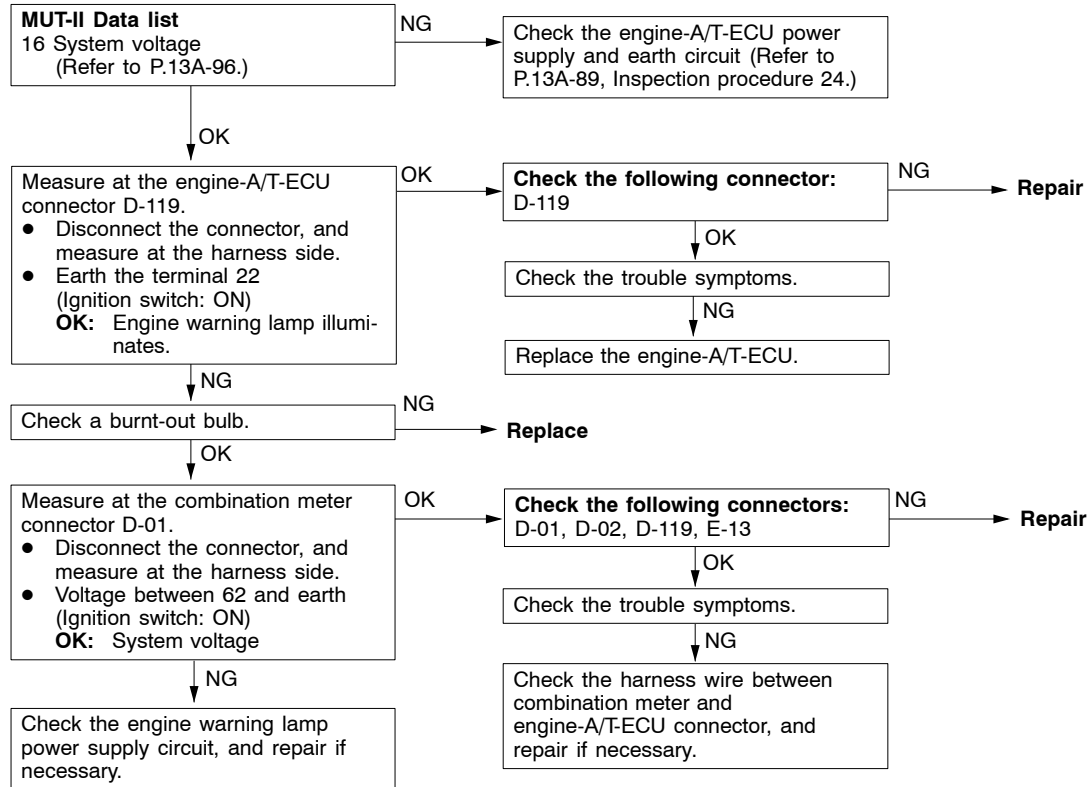 MUT-II Data list
16 System voltage
(Refer to P.13A-96.)
NG
Check the engine-A/T-ECU power
supply and earth circuit (Refer to
P.13A-89, Inspection procedure 24.)
OK
Measure at the engine-A/T-ECU
connector D-119.
● Disconnect the connector, and
measure at the harness side.
● Earth the terminal 22
(Ignition switch: ON)
OK: Engine warning lamp illumi-
nates.
OK
Check the following connector:
D-119
NG
Repair
OK
Check the trouble symptoms.
NG
Replace the engine-A/T-ECU.
NG
Check a burnt-out bulb.
NG
Replace
OK
Measure at the combination meter
connector D-01.
● Disconnect the connector, and
measure at the harness side.
● Voltage between 62 and earth
(Ignition switch: ON)
OK: System voltage
OK
Check the following connectors:
D-01, D-02, D-119, E-13
NG
Repair
OK
Check the trouble symptoms.
NG
Check the harness wire between
combination meter and
engine-A/T-ECU connector, and
repair if necessary.
NG
Check the engine warning lamp
power supply circuit, and repair if
necessary.